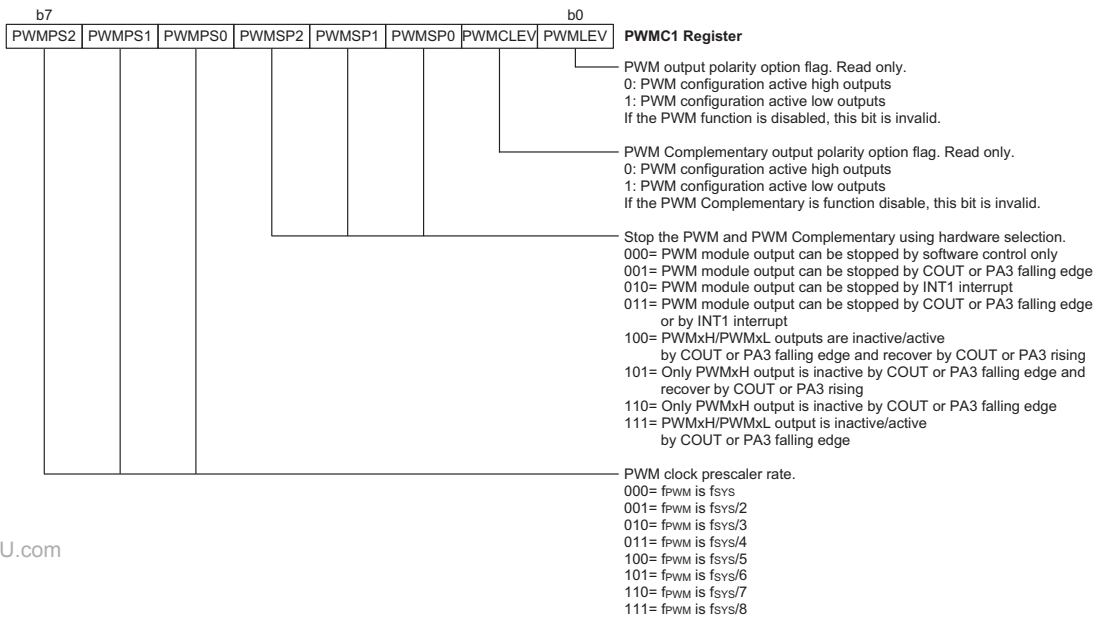 b7 b0
PWMPS2 PWMPS1 PWMPS0 PWMSP2 PWMSP1 PWMSP0 PWMCLEV PWMLEV PWMC1 Register
PWM output polarity option flag. Read only.
0: PWM configuration active high outputs
1: PWM configuration active low outputs
If the PWM function is disabled, this bit is invalid.
PWM Complementary output polarity option flag. Read only.
0: PWM configuration active high outputs
1: PWM configuration active low outputs
If the PWM Complementary is function disable, this bit is invalid.
Stop the PWM and PWM Complementary using hardware selection.
000= PWM module output can be stopped by software control only
001= PWM module output can be stopped by COUT or PA3 falling edge
010= PWM module output can be stopped by INT1 interrupt
011= PWM module output can be stopped by COUT or PA3 falling edge
or by INT1 interrupt
100= PWMxH/PWMxL outputs are inactive/active
by COUT or PA3 falling edge and recover by COUT or PA3 rising
101= Only PWMxH output is inactive by COUT or PA3 falling edge and
recover by COUT or PA3 rising
110= Only PWMxH output is inactive by COUT or PA3 falling edge
111= PWMxH/PWMxL output is inactive/active
by COUT or PA3 falling edge
PWM clock prescaler rate.
000= fPWM is fSYS
001= fPWM is fSYS/2
010= fPWM is fSYS/3
011= fPWM is fSYS/4
100= fPWM is fSYS/5
101= fPWM is fSYS/6
110= fPWM is fSYS/7
111= fPWM is fSYS/8
U.com